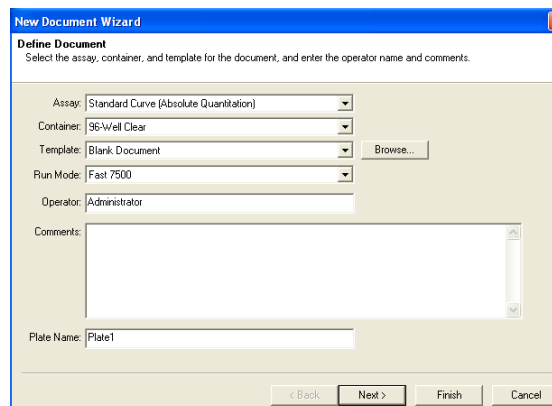 New Document Wizard
Define Document
Select the assay, container, and template for the document, and enter the operator name and comments.
Assay: Standard Curve (Absolute Quantitation)
Container: 96-Well Clear
Template: Blank Document Browse...
Run Mode: Fast 7500
Operator: Administrator
Comments:
Plate Name: Plate1
< Back Next > Finish Cancel